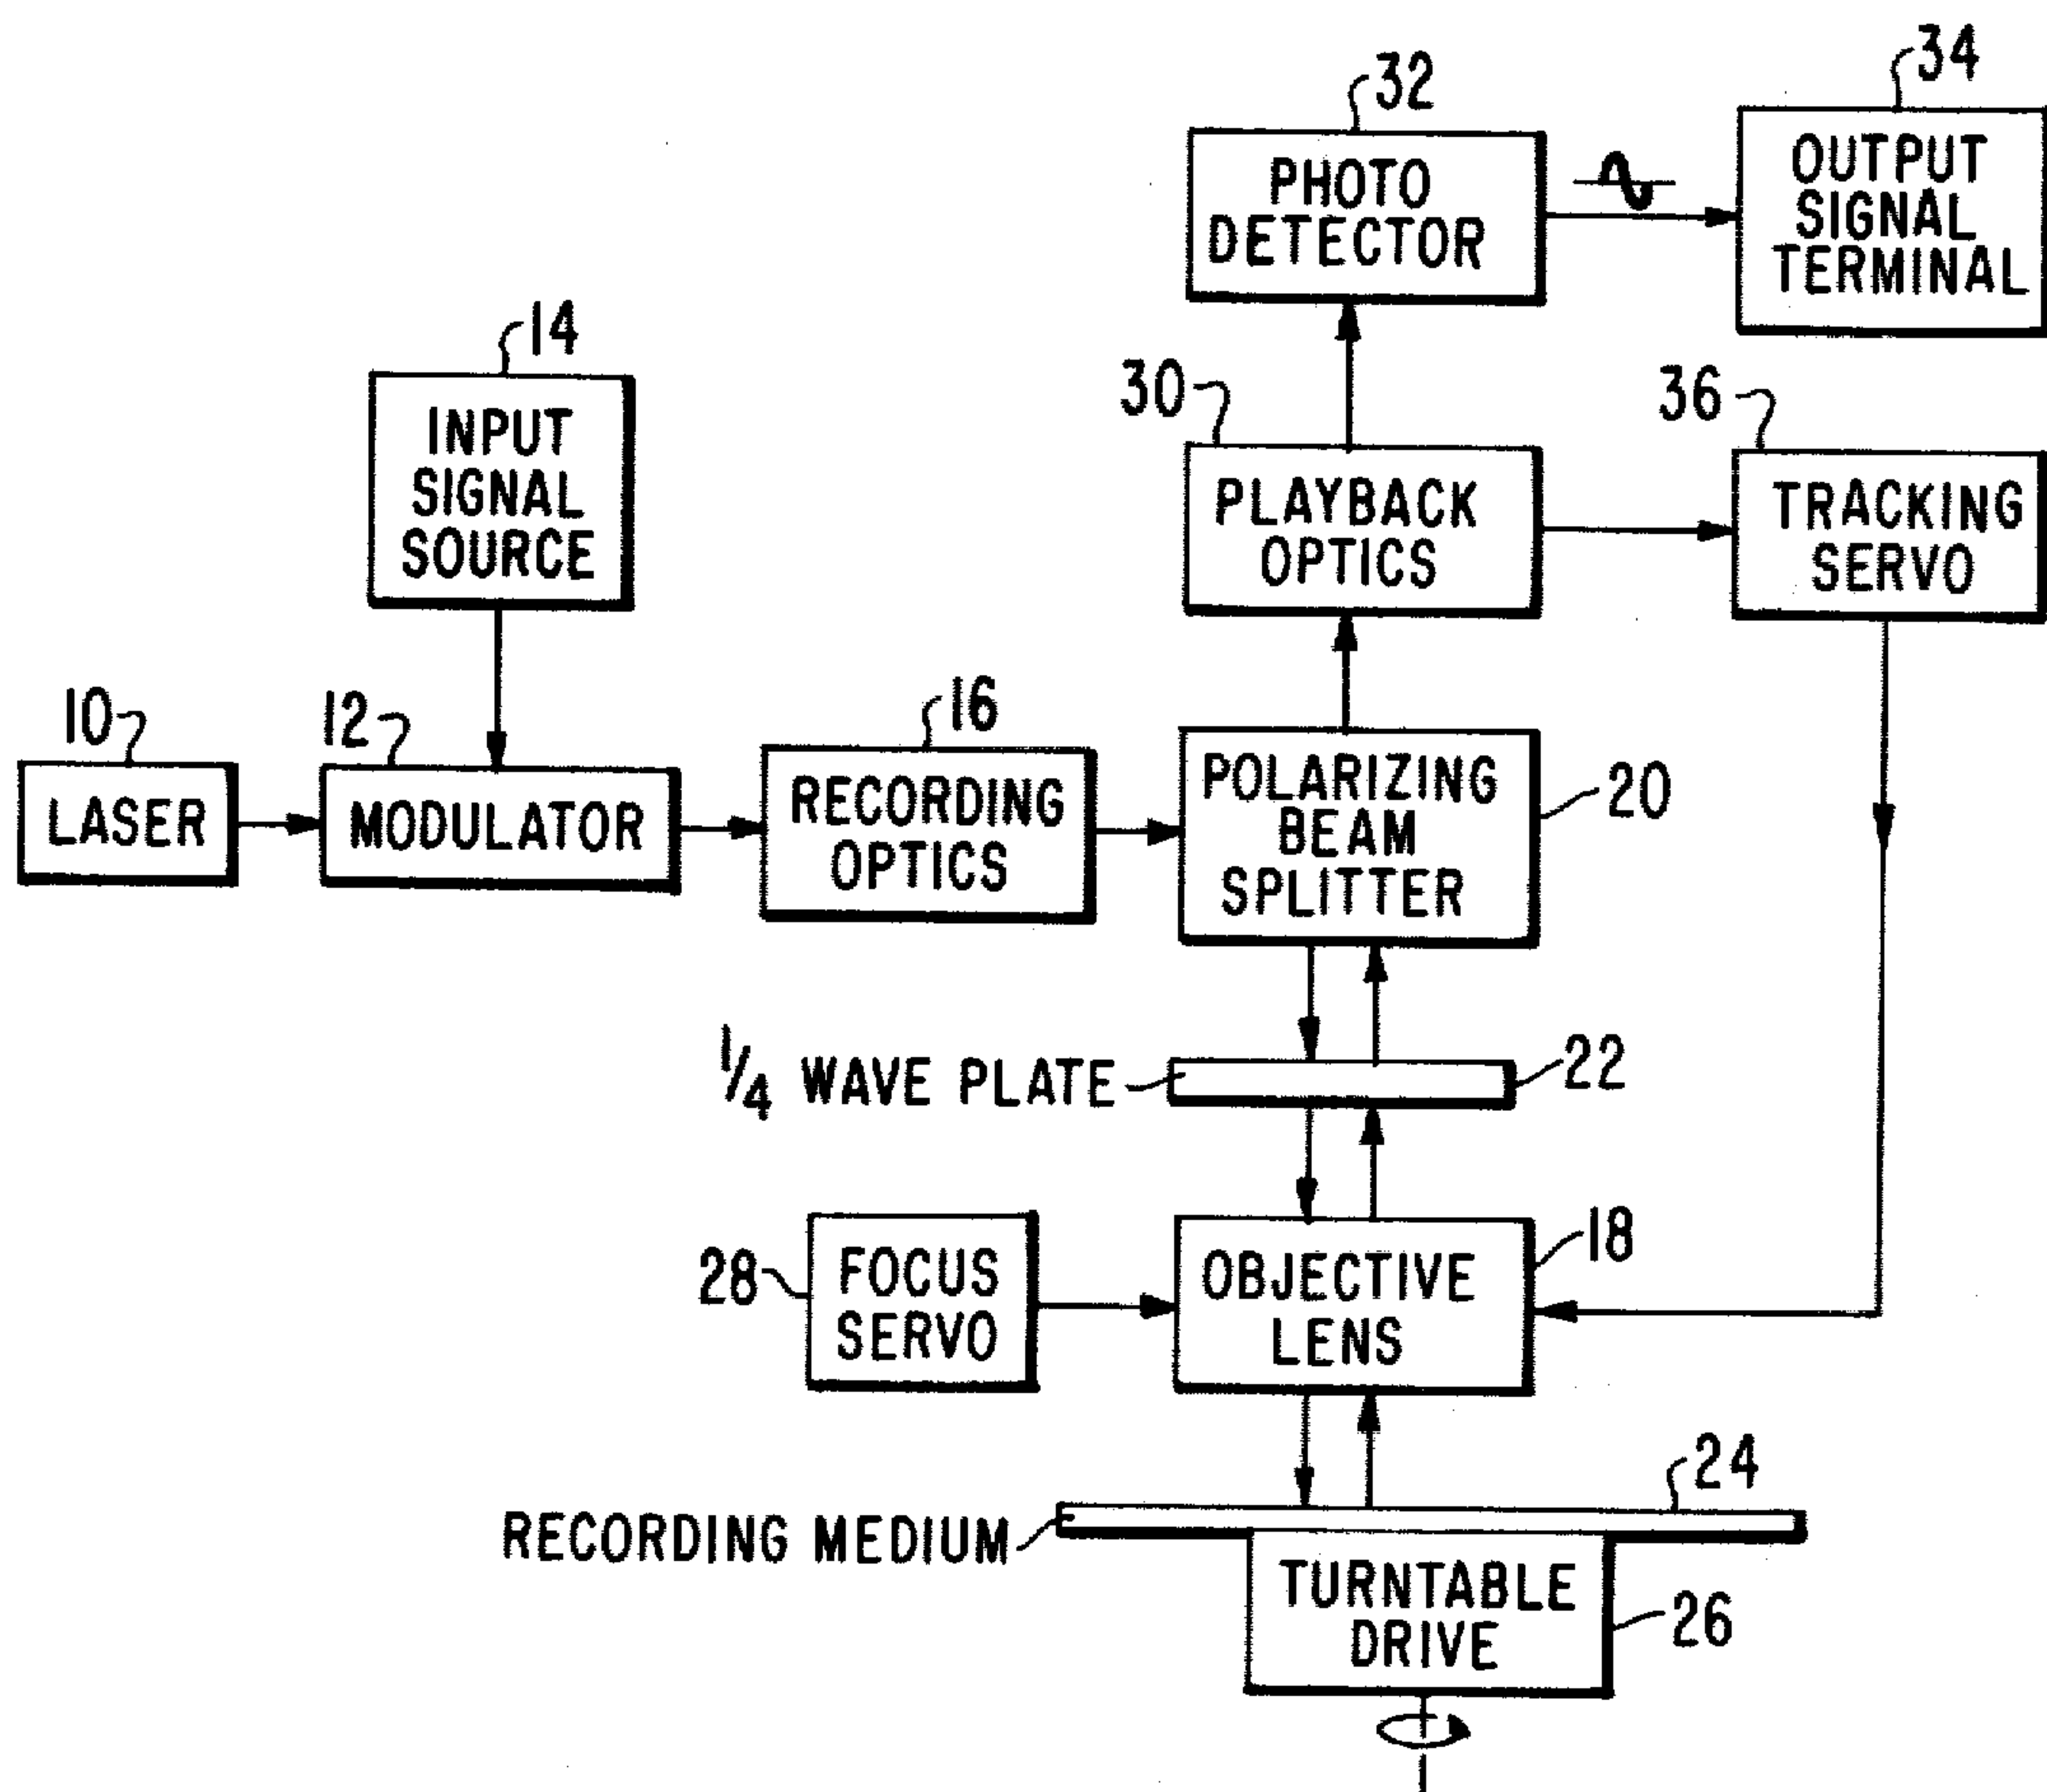 32
34
PHOTO
DETECTOR
OUTPUT
SIGNAL
TERMINAL
14
INPUT
SIGNAL
SOURCE
30
PLAYBACK
OPTICS
36
TRACKING
SERVO
10
LASER
12
MODULATOR
16
RECORDING
OPTICS
POLARIZING
BEAM
SPLITTER
20
1/4 WAVE PLATE
22
28
FOCUS
SERVO
OBJECTIVE
LENS
18
24
RECORDING MEDIUM
TURNTABLE
DRIVE
26